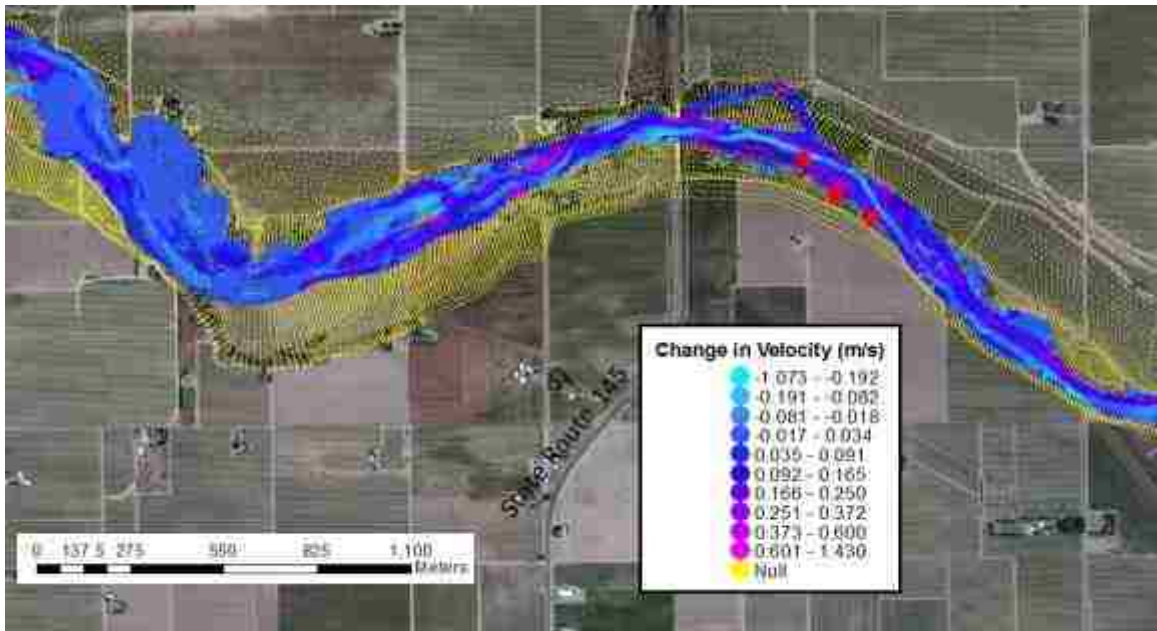 Change in Velocity (m/s)
-1.073 - -0.192
-0.191 - -0.082
-0.081 - -0.018
-0.017 - 0.034
0.035 - 0.091
0.092 - 0.165
0.166 - 0.250
0.251 - 0.372
0.373 - 0.600
0.601 - 1.430
Null
State Route 145
0 137.5 275 550 825 1,100
Meters